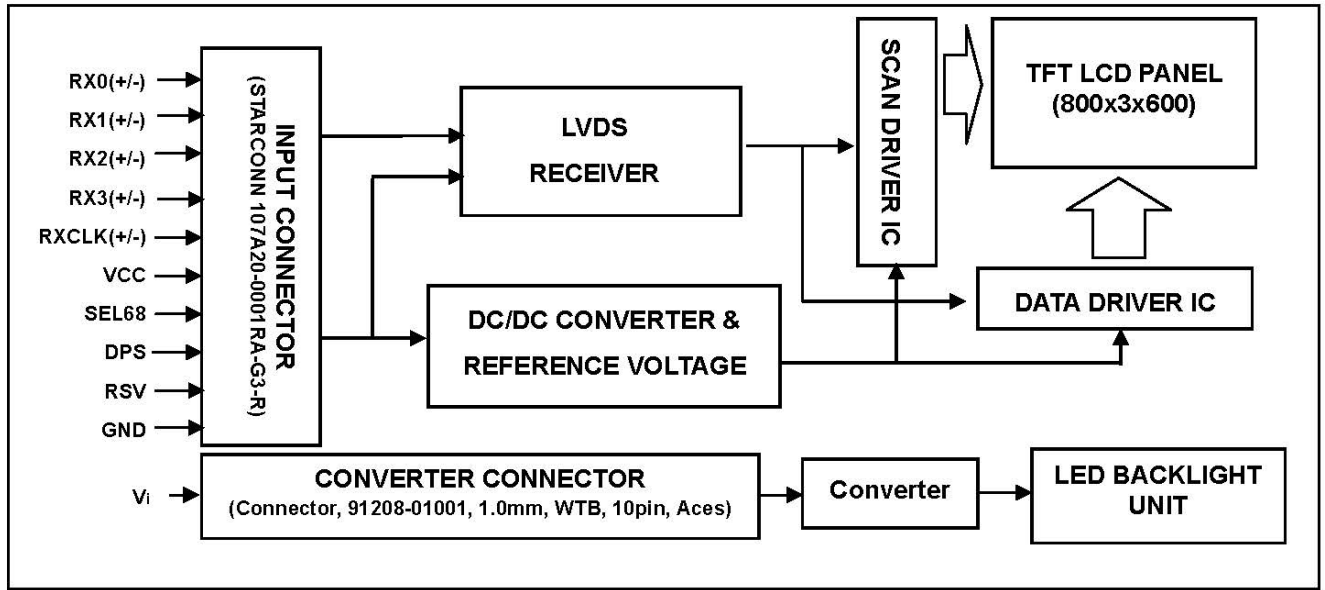 RX0(+/-)
RX1(+/-)
RX2(+/-)
RX3(+/-)
RXCLK(+/-)
VCC
SEL68
DPS
RSV
GND
INPUT CONNECTOR
(STARCONN 107A20-0001RA-G3-R)
LVDS
RECEIVER
DC/DC CONVERTER &
REFERENCE VOLTAGE
SCAN DRIVER IC
TFT LCD PANEL
(800x3x600)
DATA DRIVER IC
Vi
CONVERTER CONNECTOR
(Connector, 91208-01001, 1.0mm, WTB, 10pin, Aces)
Converter
LED BACKLIGHT
UNIT